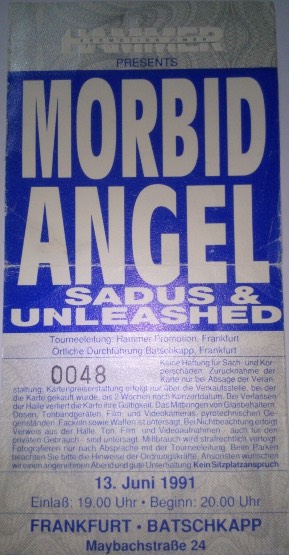 HAMMER
PRESENTS
MORBID
ANGEL
SADUS &
UNLEASHED
Tourneeleitung: Hammer Promotion, Frankfurt
Örtliche Durchführung Batschkapp, Frankfurt
0048
Keine Haftung für Sach- und Kör-
perschäden. Zurücknahme der
Karte nur bei Absage der Veran-
staltung; Kartenpreiserstattung erfolgt nur über die Verkaufsstelle, bei der
die Karte gekauft wurde, bis 2 Wochen nach Konzertdatum. Bei Verlassen
der Halle verliert die Karte ihre Gültigkeit. Das Mitbringen von Glasbehältern,
Dosen, Tonbandgeräten, Film- und Videokameras, pyrotechnischen Ge-
genständen, Fackeln sowie Waffen ist untersagt. Bei Nichtbeachtung erfolgt
Verweis aus der Halle. Ton-, Film- und Videoaufnahmen - auch für den
privaten Gebrauch - sind untersagt. Mißbrauch wird strafrechtlich verfolgt.
Fotografieren nur nach Absprache mit der Tourneeleitung. Beim Parken
beachten Sie bitte die Hinweise der Ordnungskräfte. Ansonsten wünschen
wir einen angenehmen Abend und gute Unterhaltung. Kein Sitzplatzanspruch
13. Juni 1991
Einlaß: 19.00 Uhr • Beginn: 20.00 Uhr
FRANKFURT • BATSCHKAPP
Maybachstraße 24